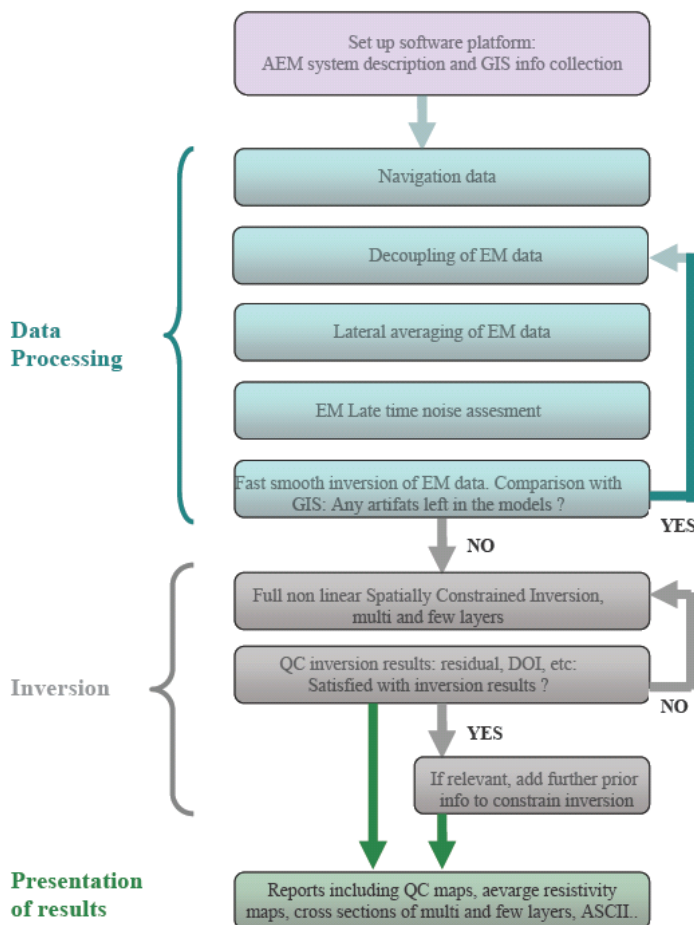 Set up software platform:
AEM system description and GIS info collection
Data
Processing
Navigation data
Decoupling of EM data
Lateral averaging of EM data
EM Late time noise assesment
Fast smooth inversion of EM data. Comparison with
GIS: Any artifats left in the models ?
YES
NO
Inversion
Full non linear Spatially Constrained Inversion,
multi and few layers
QC inversion results: residual, DOI, etc:
Satisfied with inversion results ?
NO
YES
If relevant, add further prior
info to constrain inversion
Presentation
of results
Reports including QC maps, aevarge resistivity
maps, cross sections of multi and few layers, ASCII..